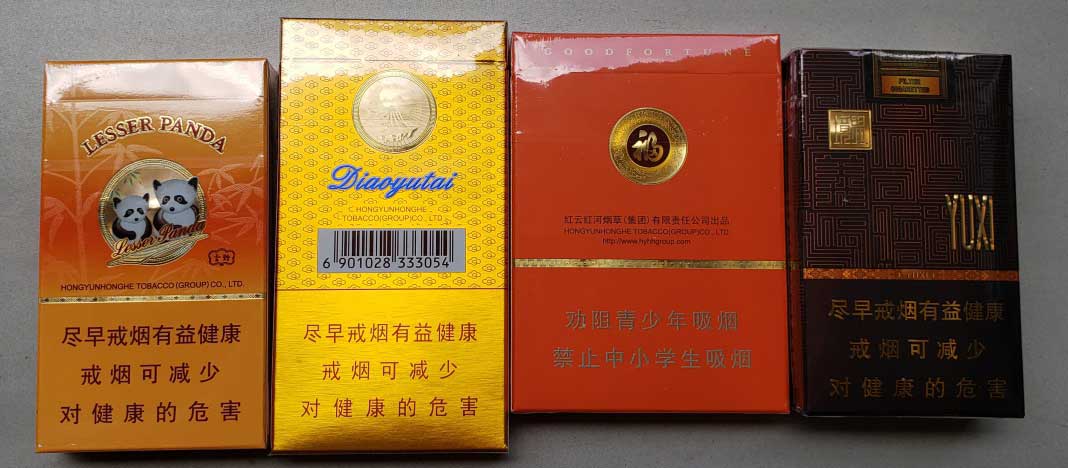 LESSER PANDA
Lesser Panda
HONGYUNHONGHE TOBACCO (GROUP) CO., LTD.
尽早戒烟有益健康
戒烟可减少
对健康的危害
Diaoyutai
HONGYUNHONGHE
TOBACCO (GROUP) CO., LTD
6 901028 333054
尽早戒烟有益健康
戒烟可减少
对健康的危害
GOODFORTUNE
福
红云红河烟草(集团)有限责任公司出品
HONGYUNHONGHE TOBACCO(GROUP)CO., LTD.
http://www.hyhhgroup.com
劝阻青少年吸烟
禁止中小学生吸烟
FILTER
CIGARETTES
YUXI
尽早戒烟有益健康
戒烟可减少
对健康的危害